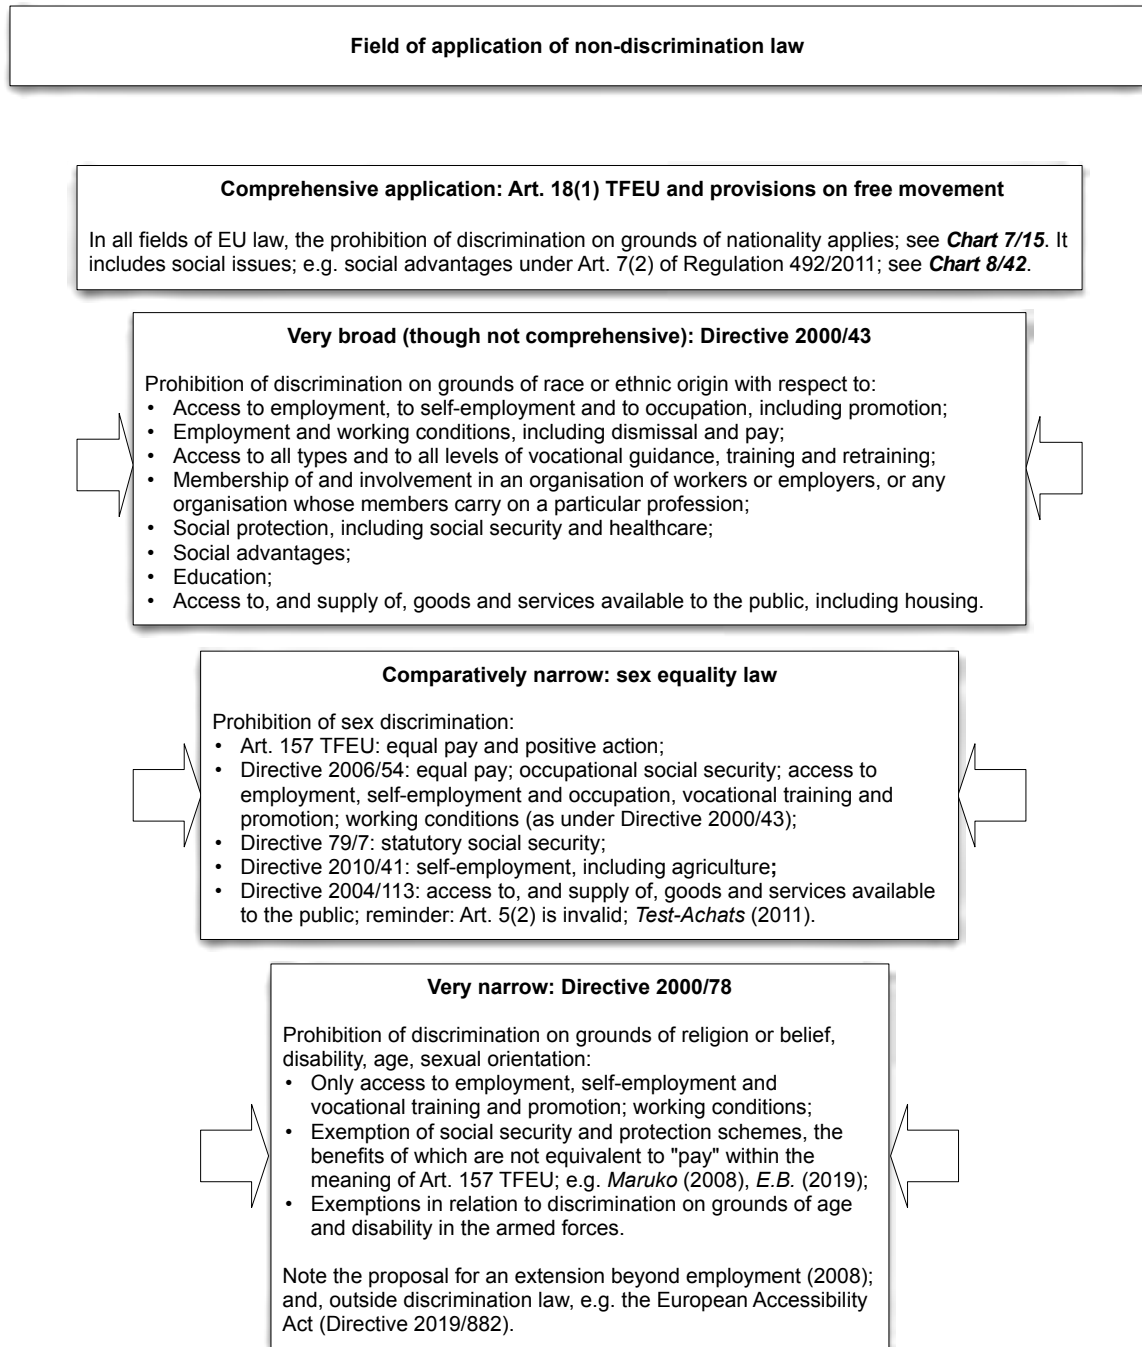 Field of application of non-discrimination law
Comprehensive application: Art. 18(1) TFEU and provisions on free movement
In all fields of EU law, the prohibition of discrimination on grounds of nationality applies; see Chart 7/15. It
includes social issues; e.g. social advantages under Art. 7(2) of Regulation 492/2011; see Chart 8/42.
Very broad (though not comprehensive): Directive 2000/43
Prohibition of discrimination on grounds of race or ethnic origin with respect to:
• Access to employment, to self-employment and to occupation, including promotion;
• Employment and working conditions, including dismissal and pay;
• Access to all types and to all levels of vocational guidance, training and retraining;
• Membership of and involvement in an organisation of workers or employers, or any
organisation whose members carry on a particular profession;
• Social protection, including social security and healthcare;
• Social advantages;
• Education;
• Access to, and supply of, goods and services available to the public, including housing.
Comparatively narrow: sex equality law
Prohibition of sex discrimination:
• Art. 157 TFEU: equal pay and positive action;
• Directive 2006/54: equal pay; occupational social security; access to
employment, self-employment and occupation, vocational training and
promotion; working conditions (as under Directive 2000/43);
• Directive 79/7: statutory social security;
• Directive 2010/41: self-employment, including agriculture;
• Directive 2004/113: access to, and supply of, goods and services available
to the public; reminder: Art. 5(2) is invalid; Test-Achats (2011).
Very narrow: Directive 2000/78
Prohibition of discrimination on grounds of religion or belief,
disability, age, sexual orientation:
• Only access to employment, self-employment and
vocational training and promotion; working conditions;
• Exemption of social security and protection schemes, the
benefits of which are not equivalent to "pay" within the
meaning of Art. 157 TFEU; e.g. Maruko (2008), E.B. (2019);
• Exemptions in relation to discrimination on grounds of age
and disability in the armed forces.
Note the proposal for an extension beyond employment (2008);
and, outside discrimination law, e.g. the European Accessibility
Act (Directive 2019/882).